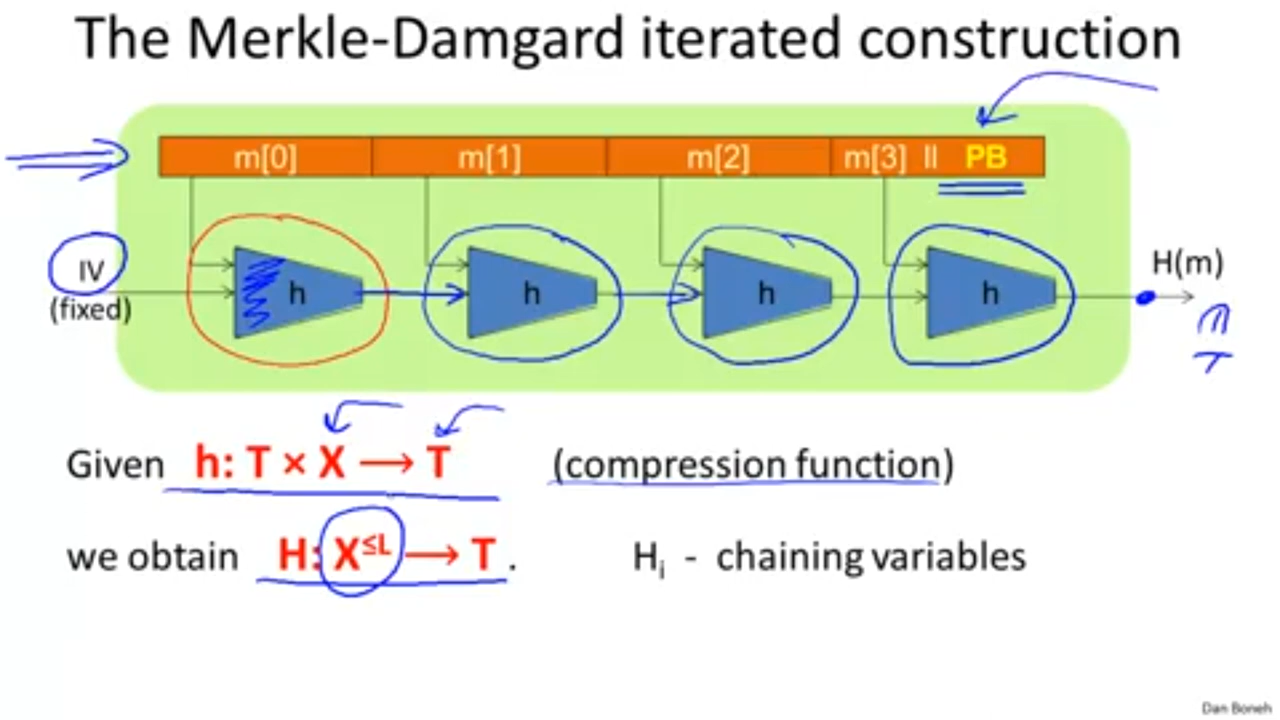 The Merkle-Damgard iterated construction
m[0] m[1] m[2] m[3] ll PB
IV
(fixed)
h h h h
H(m)
Given h: T × X ⟶ T (compression function)
we obtain H: X≤L ⟶ T . Hi - chaining variables
Dan Boneh